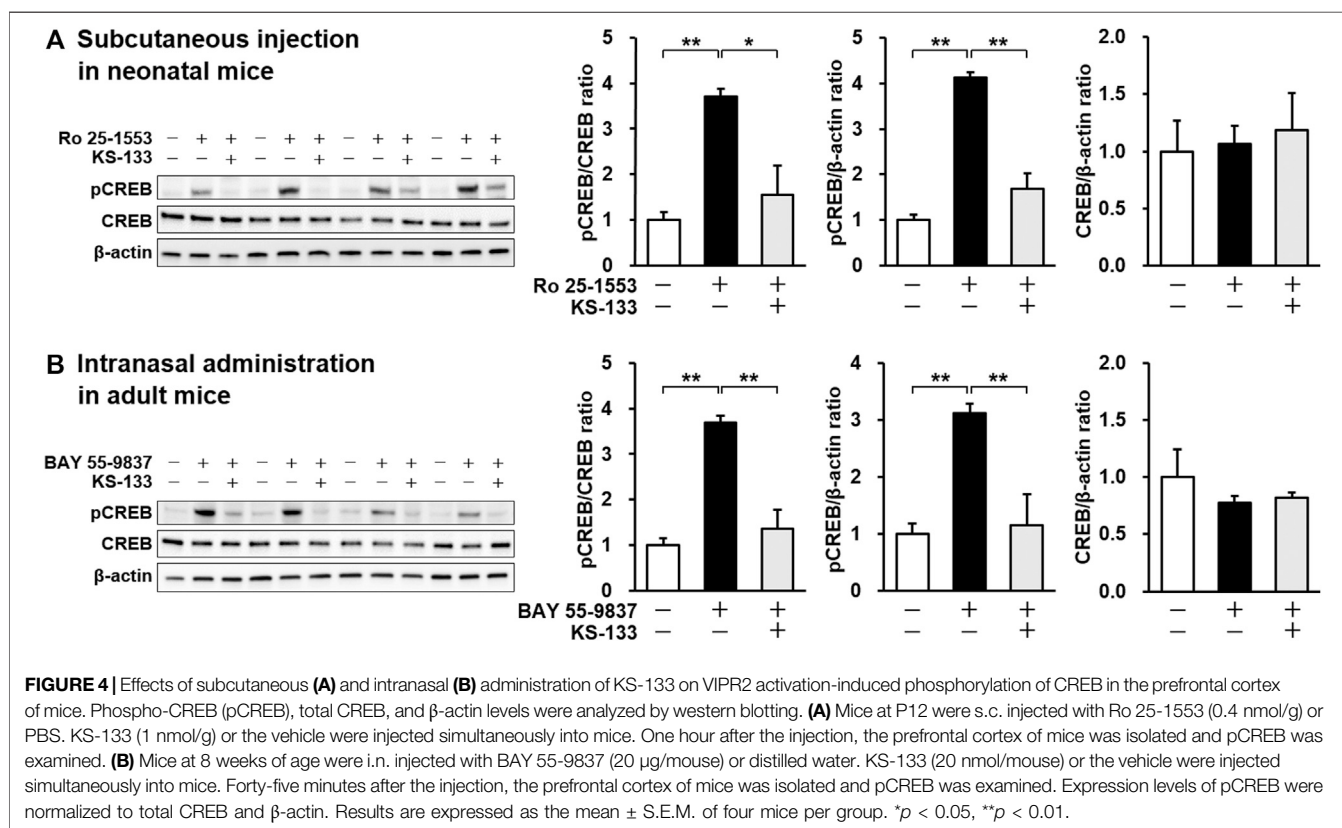 A Subcutaneous injection
in neonatal mice
Ro 25-1553 – + + – + + – + + – + +
KS-133 – – + – – + – – + – – +
pCREB
CREB
β-actin
5
4
3
2
1
0
pCREB/CREB ratio
** *
Ro 25-1553 – + +
KS-133 – – +
5
4
3
2
1
0
pCREB/β-actin ratio
** **
– + +
– – +
2.0
1.5
1.0
0.5
0.0
CREB/β-actin ratio
– + +
– – +
B Intranasal administration
in adult mice
BAY 55-9837 – + + – + + – + + – + +
KS-133 – – + – – + – – + – – +
pCREB
CREB
β-actin
5
4
3
2
1
0
pCREB/CREB ratio
** **
BAY 55-9837 – + +
KS-133 – – +
4
3
2
1
0
pCREB/β-actin ratio
** **
– + +
– – +
2.0
1.5
1.0
0.5
0.0
CREB/β-actin ratio
– + +
– – +
FIGURE 4 | Effects of subcutaneous (A) and intranasal (B) administration of KS-133 on VIPR2 activation-induced phosphorylation of CREB in the prefrontal cortex
of mice. Phospho-CREB (pCREB), total CREB, and β-actin levels were analyzed by western blotting. (A) Mice at P12 were s.c. injected with Ro 25-1553 (0.4 nmol/g) or
PBS. KS-133 (1 nmol/g) or the vehicle were injected simultaneously into mice. One hour after the injection, the prefrontal cortex of mice was isolated and pCREB was
examined. (B) Mice at 8 weeks of age were i.n. injected with BAY 55-9837 (20 μg/mouse) or distilled water. KS-133 (20 nmol/mouse) or the vehicle were injected
simultaneously into mice. Forty-five minutes after the injection, the prefrontal cortex of mice was isolated and pCREB was examined. Expression levels of pCREB were
normalized to total CREB and β-actin. Results are expressed as the mean ± S.E.M. of four mice per group. *p < 0.05, **p < 0.01.